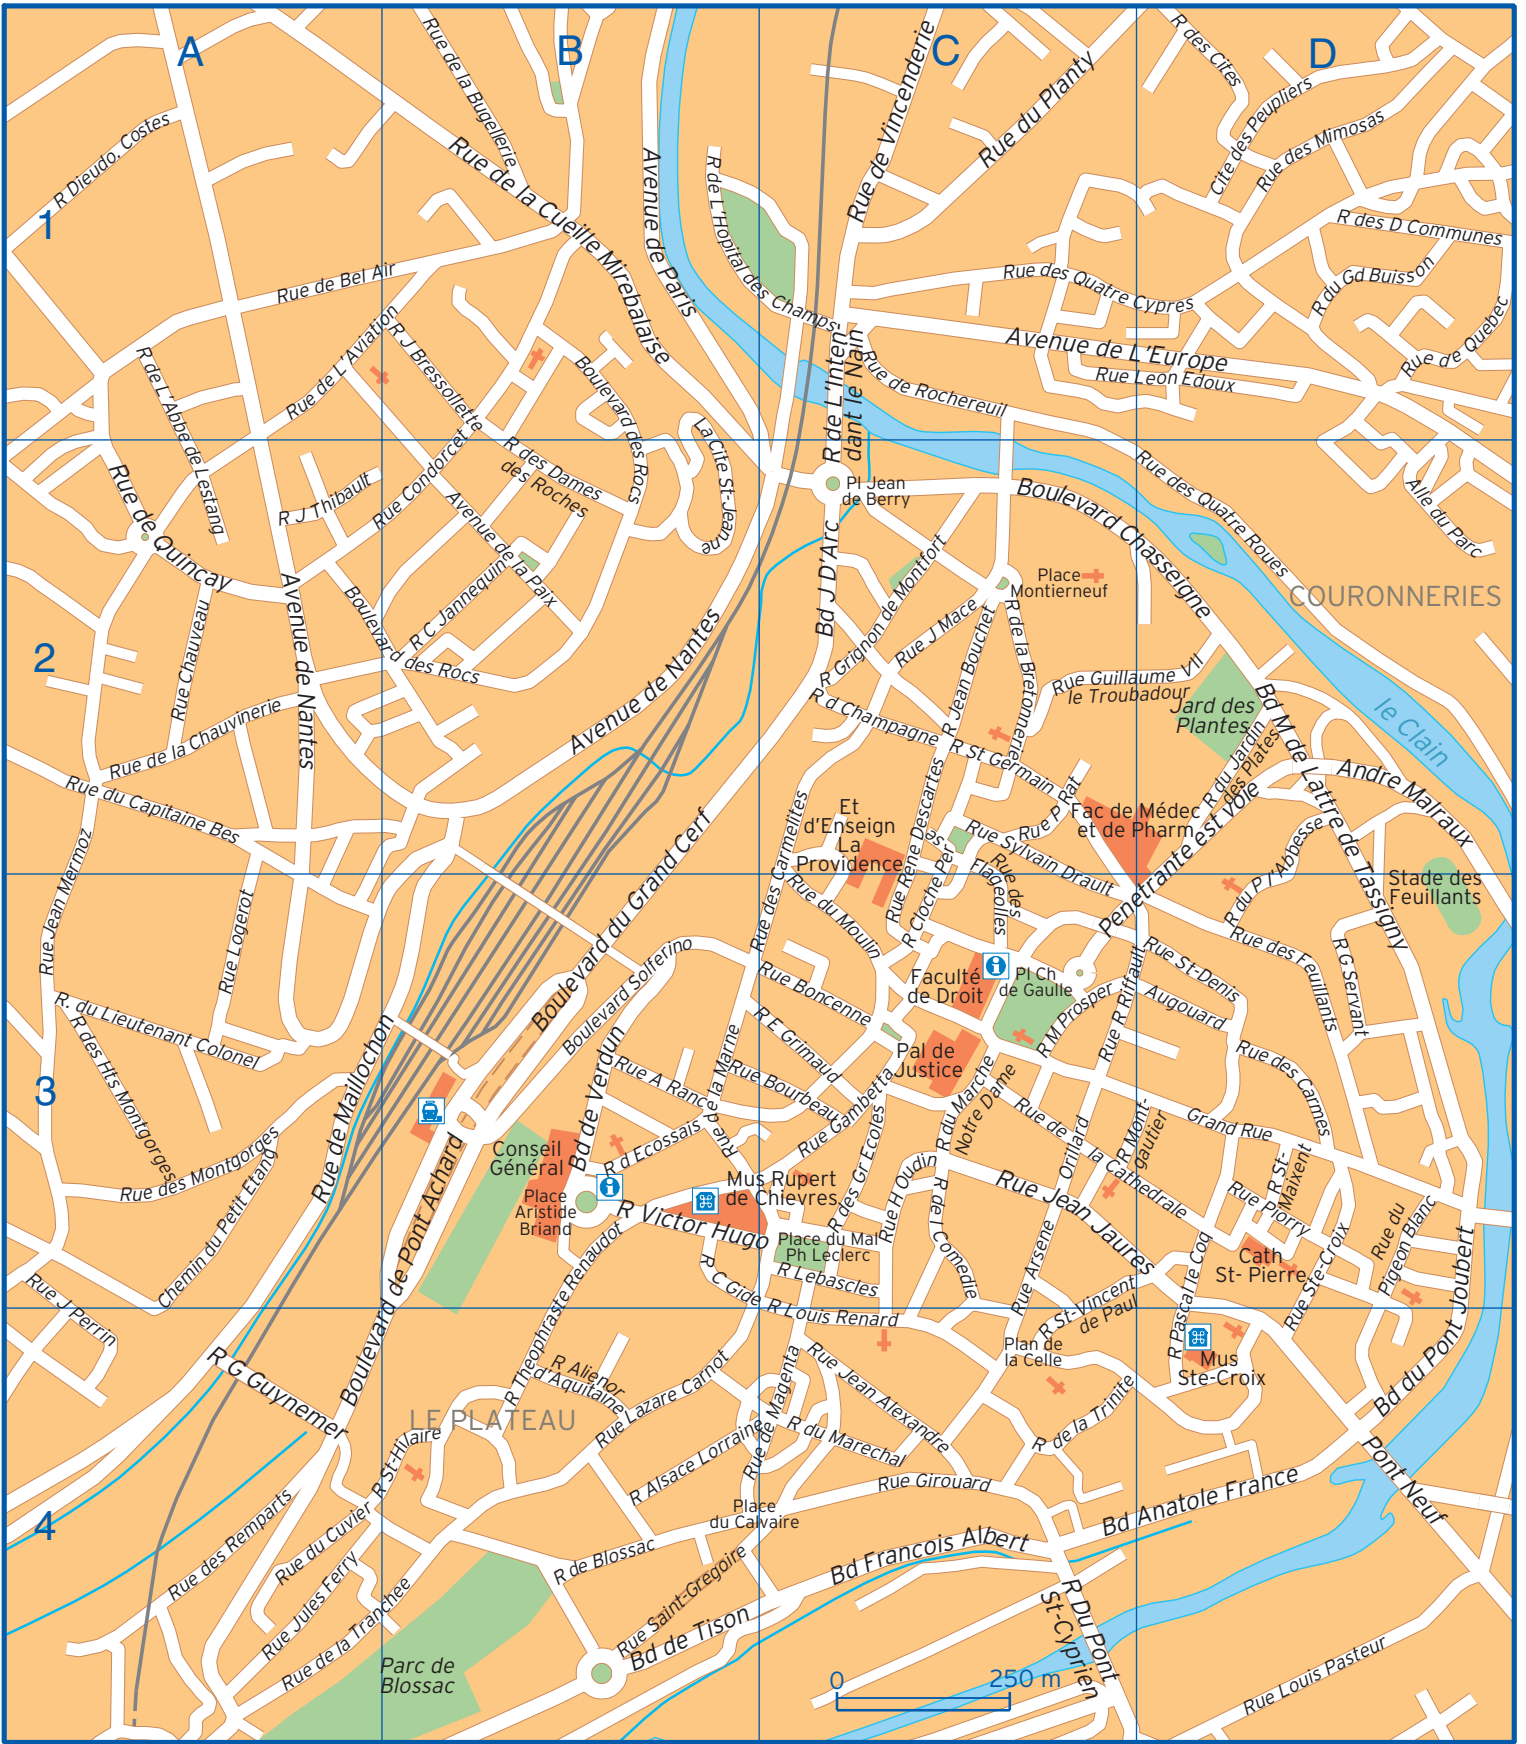 A
B
C
D
1
2
3
4
R Dieudo. Costes
Rue de la Bugellerie
Rue de la Cueille Mirebalaise
Avenue de Paris
R de L'Hopital des Champs
Rue de Vincenderie
Rue du Planty
R des Cites
Cite des Peupliers
Rue des Mimosas
R des D Communes
R du Gd Buisson
Rue de Quebec
Rue des Quatre Cypres
Avenue de L'Europe
Rue Leon Edoux
Rue de Rochereuil
R de L'Inten
dant le Nain
Rue de Bel Air
Rue de L'Aviation
R J Bressollette
R de L'Abbe de Lestang
Boulevard des Rocs
La Cite St-Jeanne
R des Dames
des Roches
Rue Condorcet
R J Thibault
Rue de Quincay
Avenue de la Paix
R C Jannequin
Boulevard des Rocs
Rue Chauveau
Avenue de Nantes
Avenue de Nantes
Rue de la Chauvinerie
Rue du Capitaine Bes
Pl Jean
de Berry
Bd J D'Arc
R Grignon de Montfort
Rue J Mace
Place
Montierneuf
Boulevard Chasseigne
Rue des Quatre Roues
Alle du Parc
COURONNERIES
R Jean Bouchet
R de la Bretonnerie
Rue Guillaume VII
le Troubadour
Jard des
Plantes
R du Jardin
des Plates
Bd M de Lattre de Tassigny
le Clain
Andre Malraux
R d Champagne
R St Germain
Rue P Rat
Fac de Médec
et de Pharm
Penetrante est Voie
Et
d'Enseign
La
Providence
Rue des Carmelites
Rue Rene Descartes
R Cloche Per
es
Rue Sylvain Drault
Rue des
Flageolles
R du P l'Abbesse
Stade des
Feuillants
Rue Jean Mermoz
Rue Logerot
R. du Lieutenant Colonel
R des Hts Montgorges
Rue des Montgorges
Chemin du Petit Etang
Rue de Maillochon
Boulevard du Grand Cerf
Boulevard Solferino
Rue du Moulin
Rue Boncenne
R E Grimaud
Faculté
de Droit
Pl Ch
de Gaulle
Pal de
Justice
R M Prosper
Rue R Riffault
Rue St-Denis
Augouard
Rue des Feuillants
R G Servant
Rue des Carmes
Grand Rue
Rue de la Cathedrale
R Mont-
gautier
R St-
Maixent
Rue Piorry
Rue du
Pigeon Blanc
Cath
St- Pierre
Rue Ste-Croix
Bd du Pont Joubert
Conseil
Général
Place
Aristide
Briand
Bd de Verdun
Rue A Rance
Rue de la Marne
Rue Bourbeau
R d Ecossais
Rue Gambetta
R du Marche
Notre Dame
Mus Rupert
de Chievres
R Victor Hugo
Place du Mal
Ph Leclerc
R Lebascles
R des Gr Ecoles
Rue H Oudin
R de l Comedie
Rue Jean Jaures
Rue Arsene Orillard
R C Gide
R Louis Renard
R St-Vincent
de Paul
R Pascal le Coq
Mus
Ste-Croix
Plan de
la Celle
R de la Trinite
Rue J Perrin
R G Guynemer
Boulevard de Pont Achard
R Theophraste Renaudot
R Alienor
d'Aquitaine
LE PLATEAU
R St-Hilaire
Rue Lazare Carnot
Rue de Magenta
Rue Jean Alexandre
R du Marechal
R Alsace Lorraine
Rue Girouard
Place
du Calvaire
Rue des Remparts
Rue du Cuvier
Rue Jules Ferry
Rue de la Tranchee
R de Blossac
Rue Saint-Gregoire
Bd de Tison
Bd Francois Albert
Bd Anatole France
Pont Neuf
R Du Pont
St-Cyprien
Rue Louis Pasteur
Parc de
Blossac
0
250 m